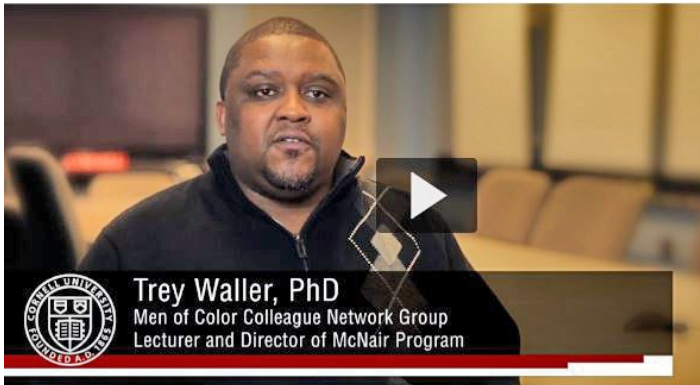 Trey Waller, PhD
Men of Color Colleague Network Group
Lecturer and Director of McNair Program
CORNELL UNIVERSITY
FOUNDED A.D. 1865